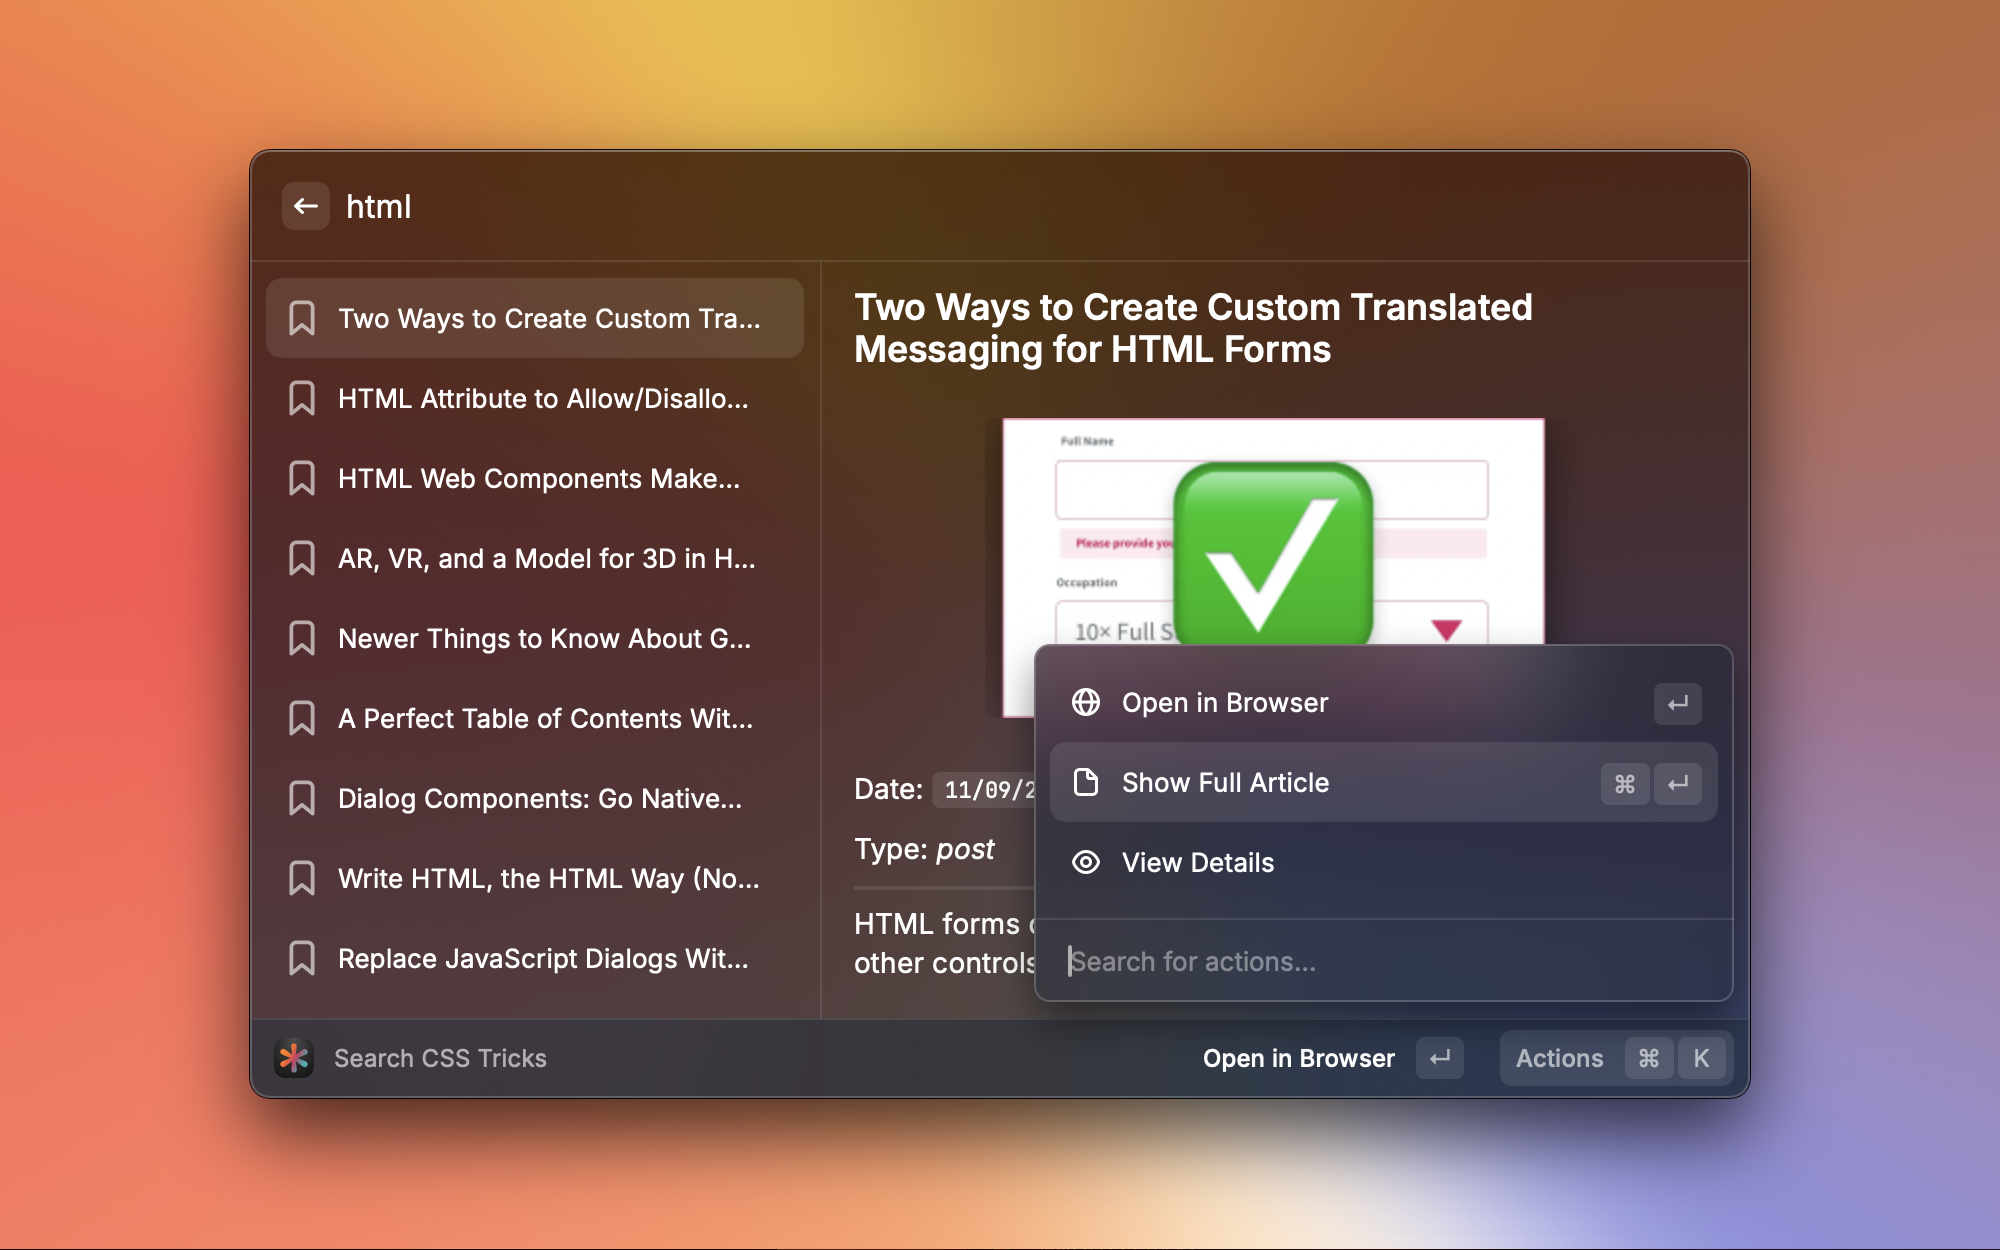 html
Two Ways to Create Custom Tra...
HTML Attribute to Allow/Disallo...
HTML Web Components Make...
AR, VR, and a Model for 3D in H...
Newer Things to Know About G...
A Perfect Table of Contents Wit...
Dialog Components: Go Native...
Write HTML, the HTML Way (No...
Replace JavaScript Dialogs Wit...
Two Ways to Create Custom Translated
Messaging for HTML Forms
Full Name
Please provide you
Occupation
10× Full S
Date: 11/09/2
Type: post
HTML forms
other controls
Open in Browser
Show Full Article ⌘
View Details
Search for actions...
Search CSS Tricks
Open in Browser
Actions ⌘ K